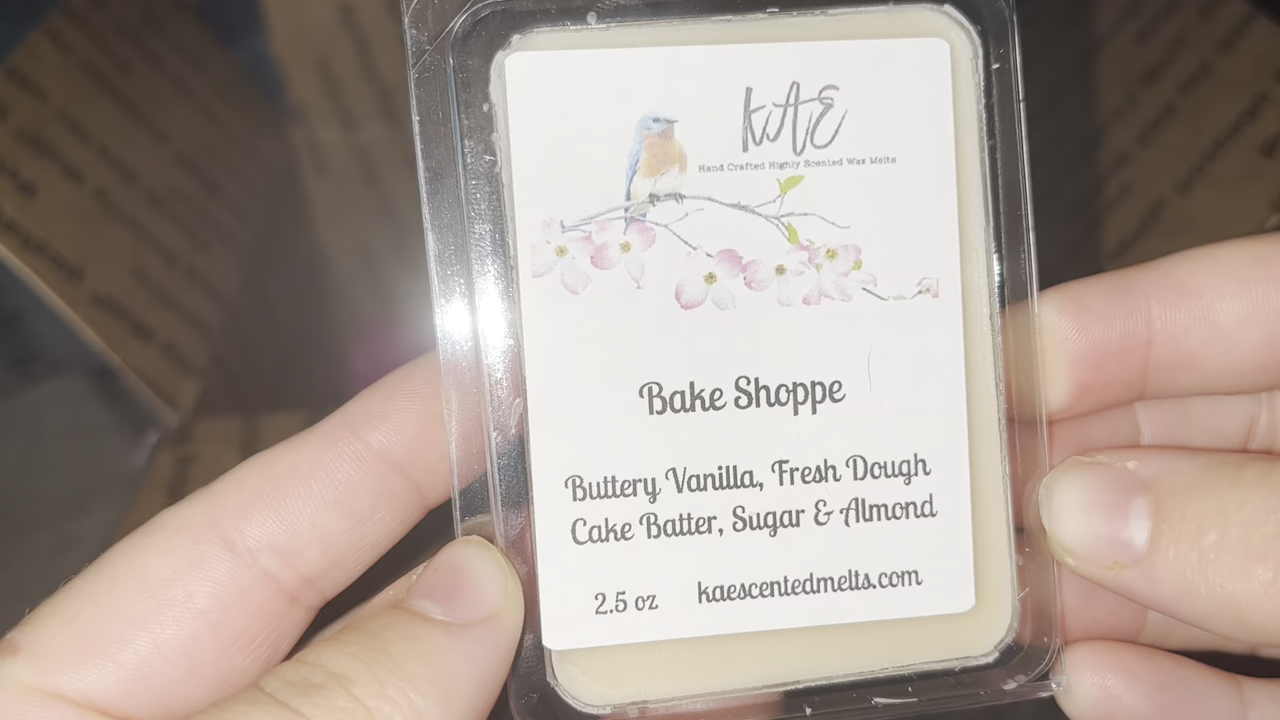 KAE
Hand Crafted Highly Scented Wax Melts
Bake Shoppe
Buttery Vanilla, Fresh Dough
Cake Batter, Sugar & Almond
2.5 oz kaescentedmelts.com